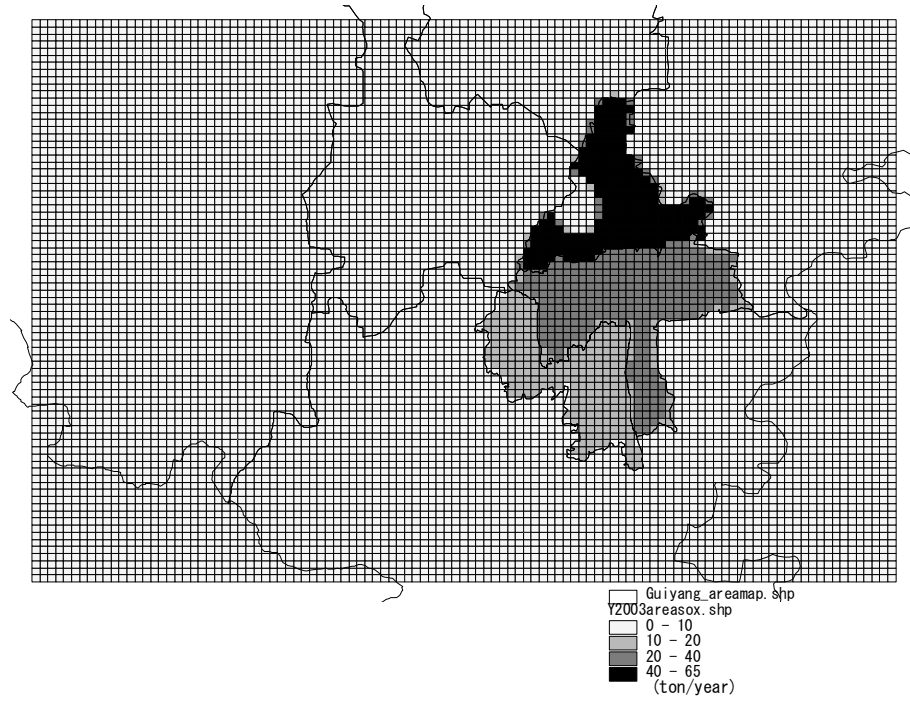 Guiyang_areamap.shp
Y2003areasox.shp
0 - 10
10 - 20
20 - 40
40 - 65
(ton/year)